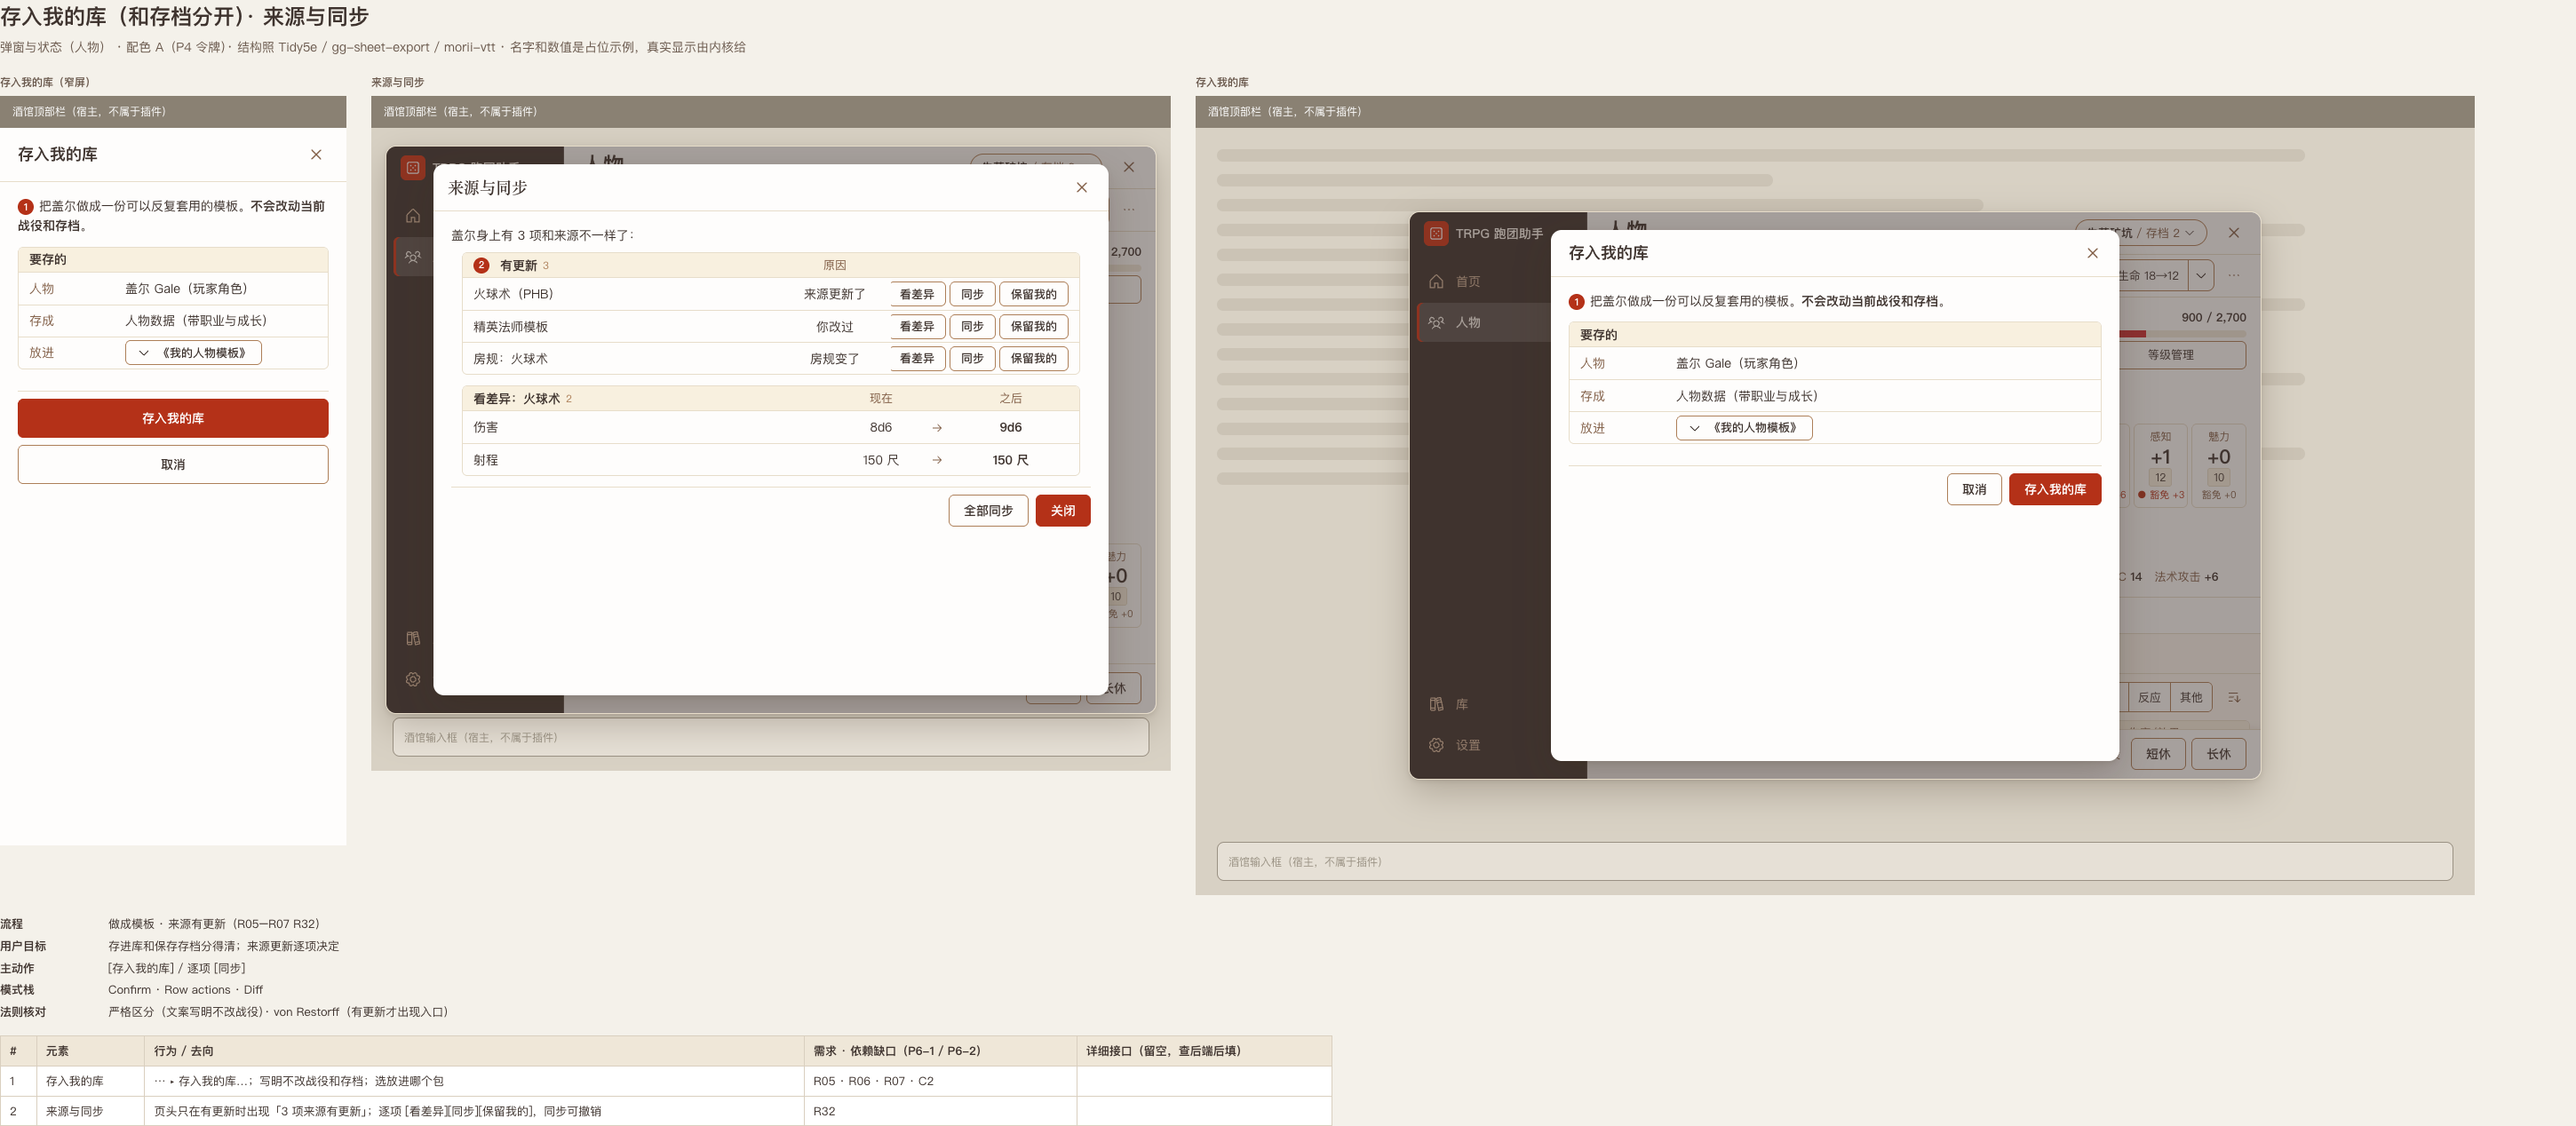 存入我的库（和存档分开）· 来源与同步
弹窗与状态（人物） · 配色 A（P4 令牌）· 结构照 Tidy5e / gg-sheet-export / morii-vtt · 名字和数值是占位示例，真实显示由内核给
存入我的库（窄屏）
酒馆顶部栏（宿主，不属于插件）
存入我的库
1 把盖尔做成一份可以反复套用的模板。不会改动当前
战役和存档。
要存的
人物 盖尔 Gale（玩家角色）
存成 人物数据（带职业与成长）
放进 《我的人物模板》
存入我的库
取消
来源与同步
酒馆顶部栏（宿主，不属于插件）
来源与同步
2,700
盖尔身上有 3 项和来源不一样了：
2 有更新 3 原因
火球术（PHB） 来源更新了 看差异 同步 保留我的
精英法师模板 你改过 看差异 同步 保留我的
房规：火球术 房规变了 看差异 同步 保留我的
看差异：火球术 2 现在 之后
伤害 8d6 → 9d6
射程 150 尺 → 150 尺
全部同步 关闭
魅力
+0
10
豁免 +0
长休
酒馆输入框（宿主，不属于插件）
存入我的库
酒馆顶部栏（宿主，不属于插件）
TRPG 跑团助手
坑 / 存档 2
首页
人物
库
设置
生命 18→12
900 / 2,700
等级管理
存入我的库
1 把盖尔做成一份可以反复套用的模板。不会改动当前战役和存档。
要存的
人物 盖尔 Gale（玩家角色）
存成 人物数据（带职业与成长）
放进 《我的人物模板》
取消 存入我的库
感知 魅力
+1 +0
12 10
6 豁免 +3 豁免 +0
C 14 法术攻击 +6
反应 其他
短休 长休
酒馆输入框（宿主，不属于插件）
流程 做成模板 · 来源有更新（R05—R07 R32）
用户目标 存进库和保存存档分得清；来源更新逐项决定
主动作 [存入我的库] / 逐项 [同步]
模式栈 Confirm · Row actions · Diff
法则核对 严格区分（文案写明不改战役）· von Restorff（有更新才出现入口）
# 元素 行为 / 去向 需求 · 依赖缺口（P6-1 / P6-2） 详细接口（留空，查后端后填）
1 存入我的库 ··· ▸ 存入我的库…；写明不改战役和存档；选放进哪个包 R05 · R06 · R07 · C2
2 来源与同步 页头只在有更新时出现「3 项来源有更新」；逐项 [看差异][同步][保留我的]，同步可撤销 R32